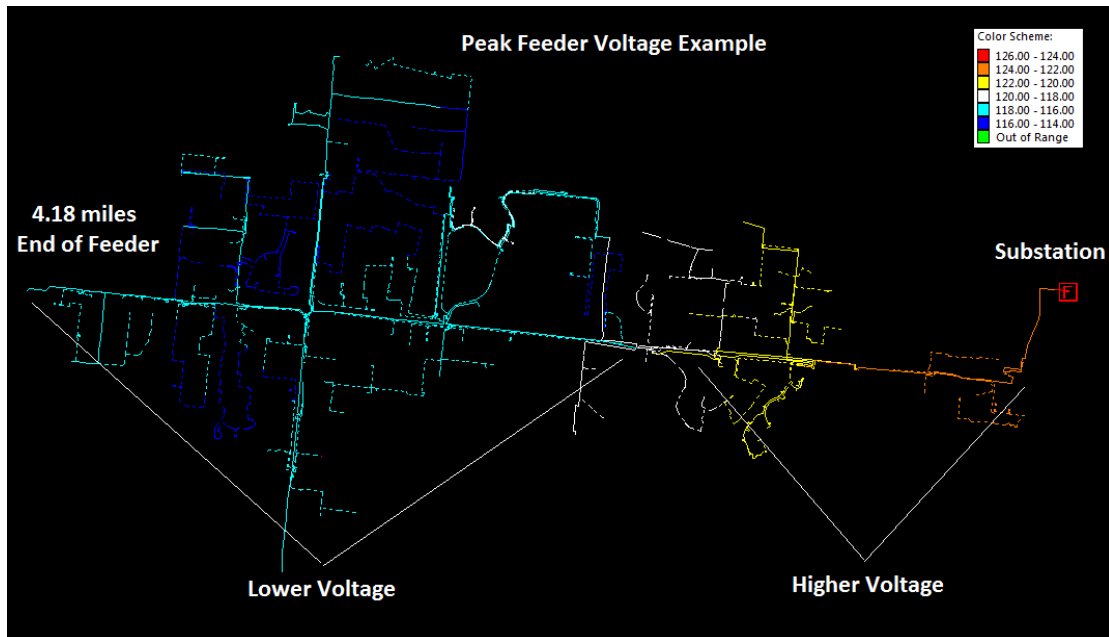 Peak Feeder Voltage Example
Color Scheme:
126.00 - 124.00
124.00 - 122.00
122.00 - 120.00
120.00 - 118.00
118.00 - 116.00
116.00 - 114.00
Out of Range
4.18 miles
End of Feeder
Substation
F
Lower Voltage
Higher Voltage